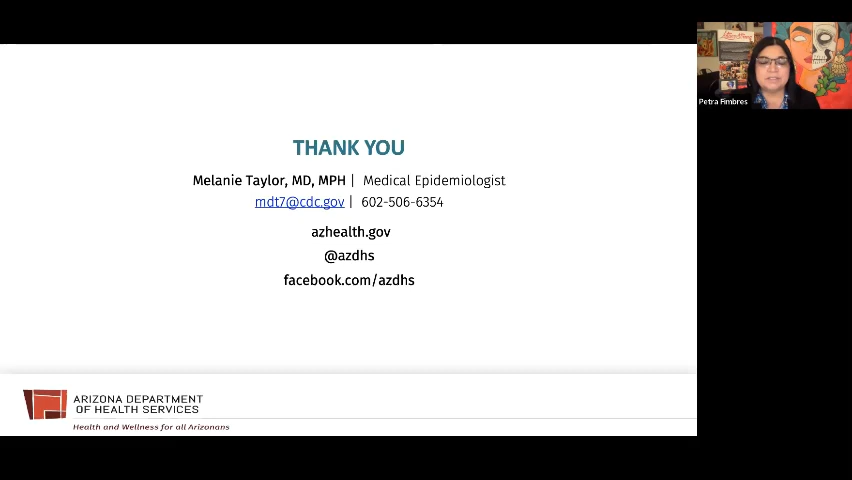 THANK YOU
Melanie Taylor, MD, MPH | Medical Epidemiologist
mdt7@cdc.gov | 602-506-6354
azhealth.gov
@azdhs
facebook.com/azdhs
ARIZONA DEPARTMENT
OF HEALTH SERVICES
Health and Wellness for all Arizonans
Petra Fimbres